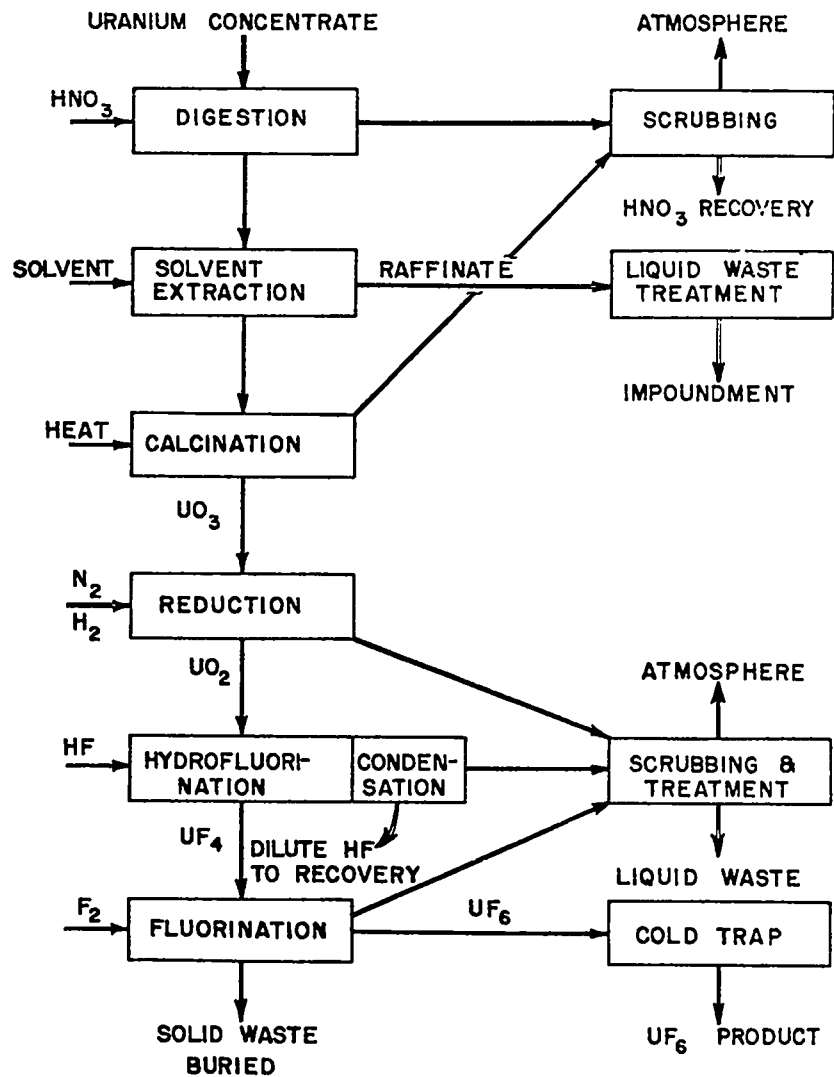 URANIUM CONCENTRATE
ATMOSPHERE
HNO3
DIGESTION
SCRUBBING
HNO3 RECOVERY
SOLVENT
SOLVENT
EXTRACTION
RAFFINATE
LIQUID WASTE
TREATMENT
IMPOUNDMENT
HEAT
CALCINATION
UO3
N2
H2
REDUCTION
UO2
ATMOSPHERE
HF
HYDROFLUORI-
NATION
CONDEN-
SATION
SCRUBBING &
TREATMENT
UF4
DILUTE HF
TO RECOVERY
LIQUID WASTE
F2
FLUORINATION
UF6
COLD TRAP
SOLID WASTE
BURIED
UF6 PRODUCT